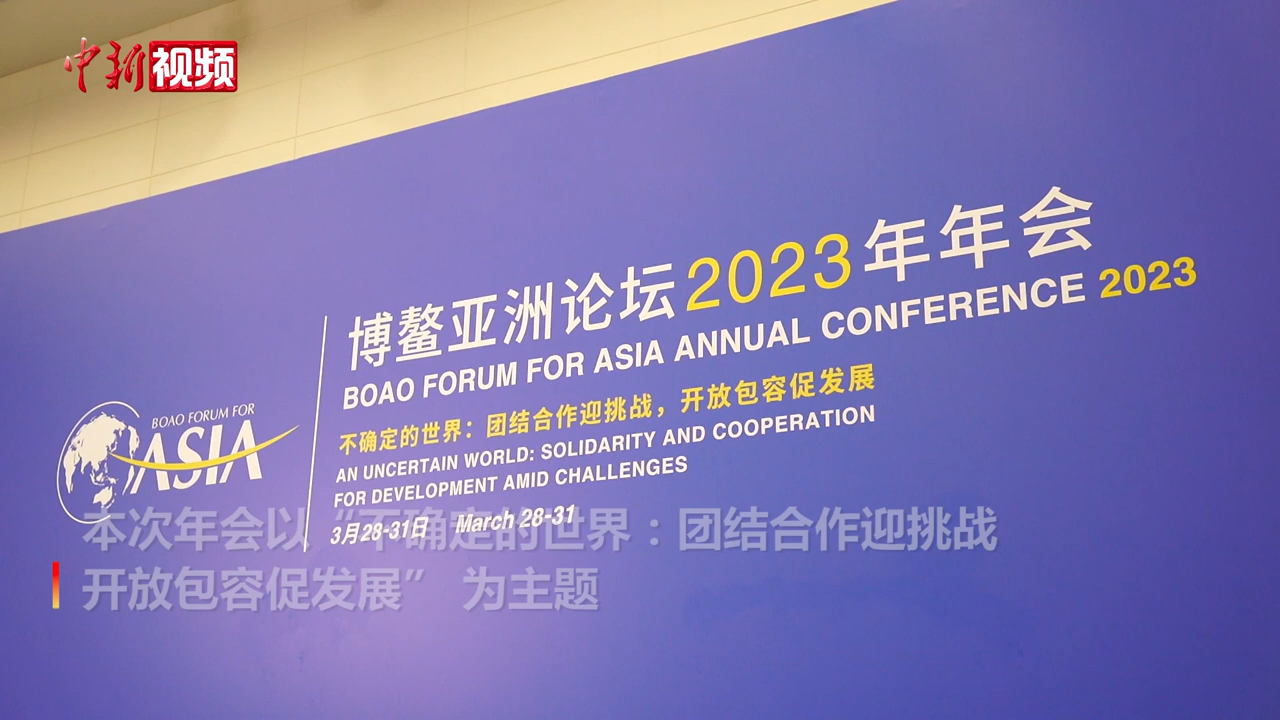 中新视频
博鳌亚洲论坛2023年年会
BOAO FORUM FOR ASIA ANNUAL CONFERENCE 2023
BOAO FORUM FOR
ASIA
不确定的世界：团结合作迎挑战，开放包容促发展
AN UNCERTAIN WORLD: SOLIDARITY AND COOPERATION
FOR DEVELOPMENT AMID CHALLENGES
3月28-31日 March 28-31
本次年会以“不确定的世界：团结合作迎挑战
开放包容促发展” 为主题